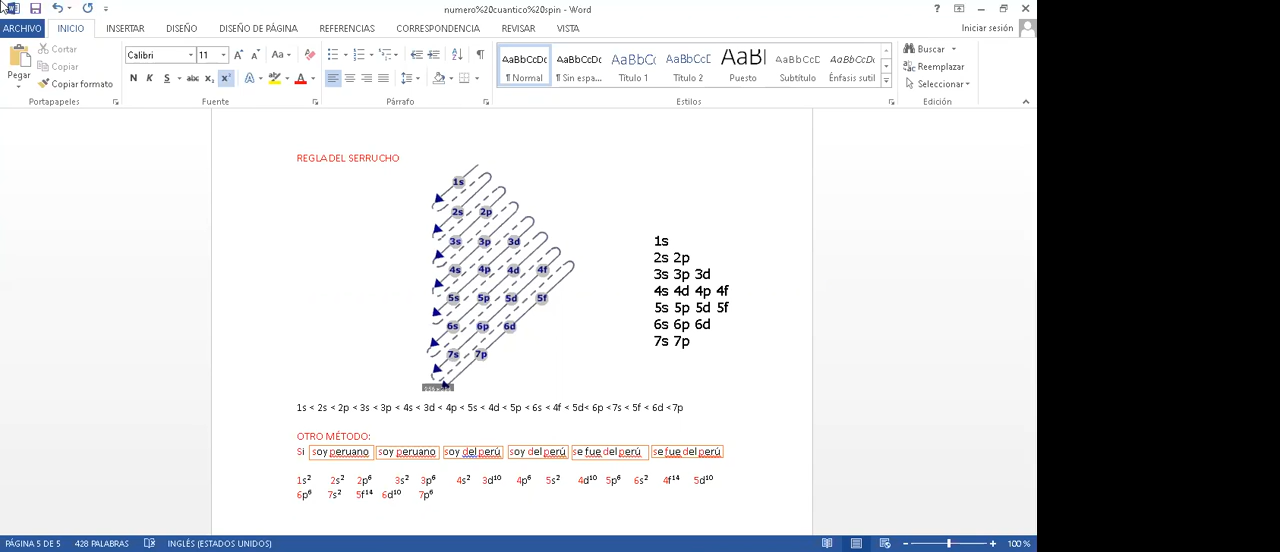 numero%20cuantico%20spin - Word
ARCHIVO INICIO INSERTAR DISEÑO DISEÑO DE PÁGINA REFERENCIAS CORRESPONDENCIA REVISAR VISTA Iniciar sesión
Pegar
Cortar
Copiar
Copiar formato
Portapapeles
Calibri 11
N K S abc x₂ x²
Fuente
Párrafo
AaBbCcDc AaBbCcDc AaBbCc AaBbCcC AaBl AaBbCcD AaBbCcDc
¶ Normal ¶ Sin espa... Título 1 Título 2 Puesto Subtítulo Énfasis sutil
Estilos
Buscar
Reemplazar
Seleccionar
Edición
REGLA DEL SERRUCHO
1s
2s 2p
3s 3p 3d
4s 4p 4d 4f
5s 5p 5d 5f
6s 6p 6d
7s 7p
1s
2s 2p
3s 3p 3d
4s 4d 4p 4f
5s 5p 5d 5f
6s 6p 6d
7s 7p
1s < 2s < 2p < 3s < 3p < 4s < 3d < 4p < 5s < 4d < 5p < 6s < 4f < 5d < 6p <7s < 5f < 6d <7p
OTRO MÉTODO:
Si soy peruano soy peruano soy del perú soy del perú se fue del perú se fue del perú
1s² 2s² 2p⁶ 3s² 3p⁶ 4s² 3d¹⁰ 4p⁶ 5s² 4d¹⁰ 5p⁶ 6s² 4f¹⁴ 5d¹⁰
6p⁶ 7s² 5f¹⁴ 6d¹⁰ 7p⁶
PÁGINA 5 DE 5 428 PALABRAS INGLÉS (ESTADOS UNIDOS) 100 %